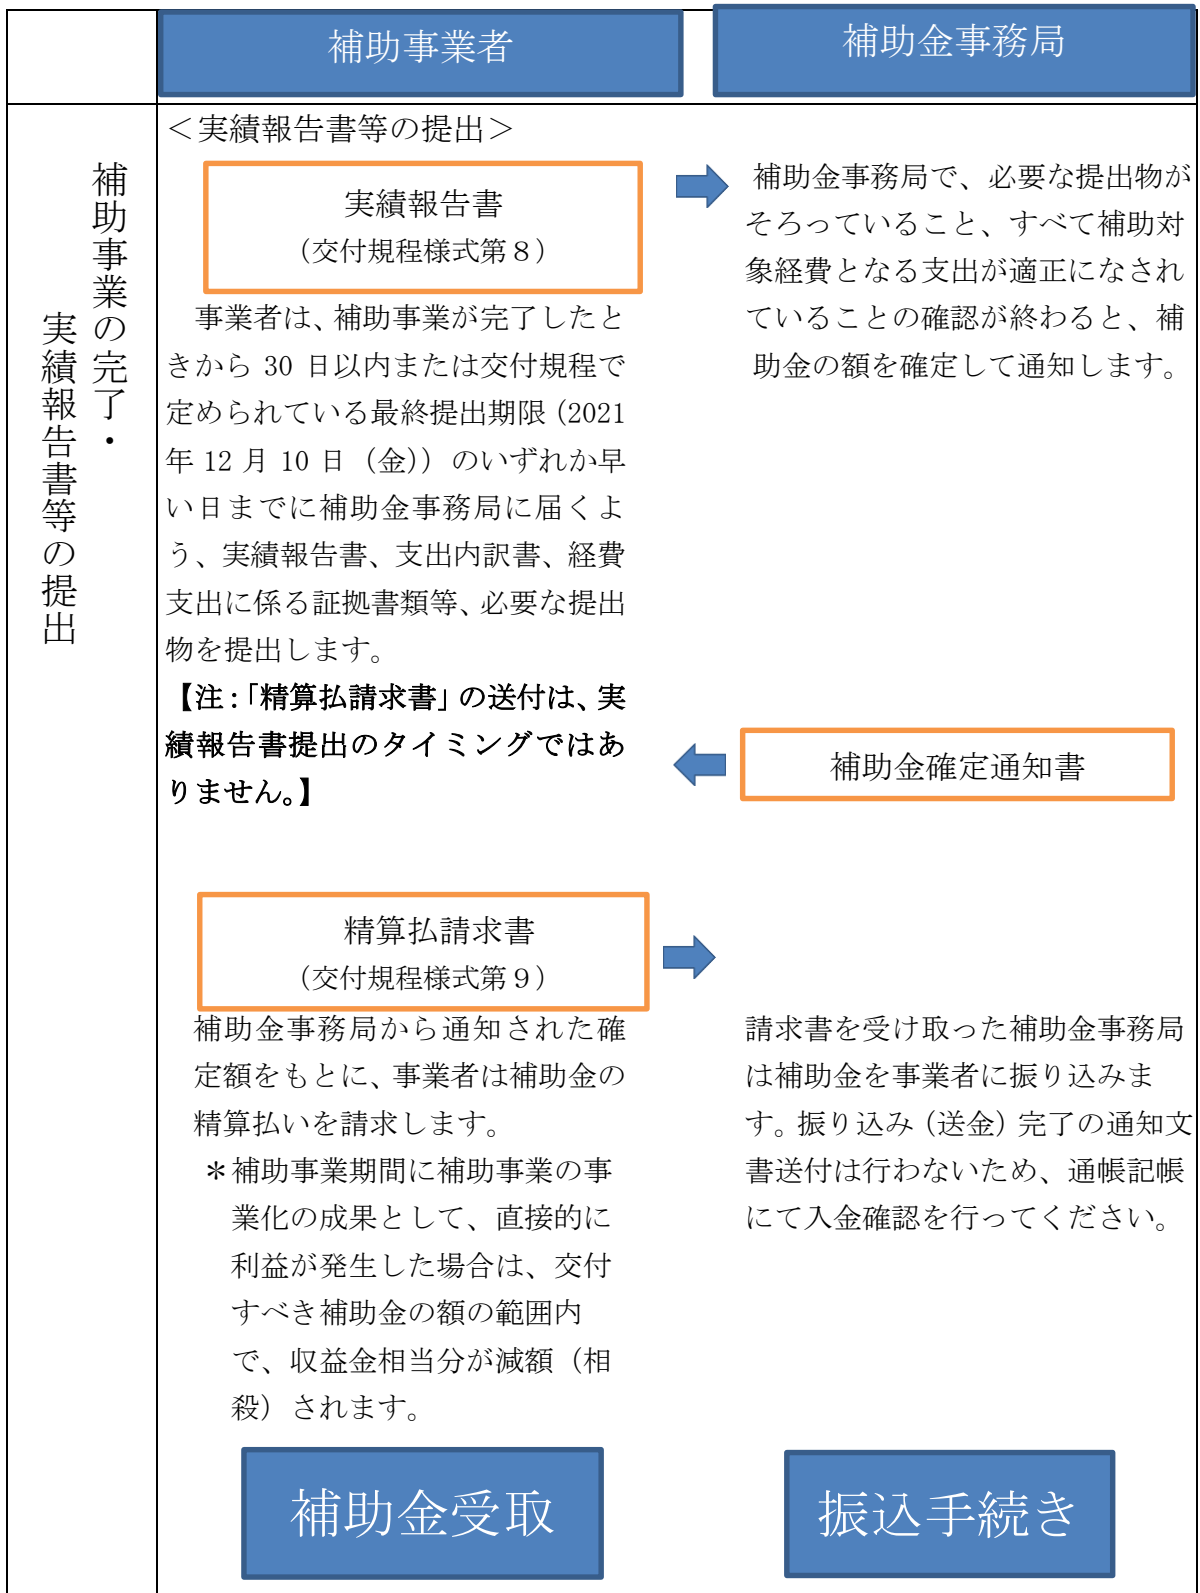 補助事業者
補助金事務局
補助事業の完了・
実績報告書等の提出
＜実績報告書等の提出＞
実績報告書
（交付規程様式第８）
事業者は、補助事業が完了したと
きから 30 日以内または交付規程で
定められている最終提出期限（2021
年 12 月 10 日（金））のいずれか早
い日までに補助金事務局に届くよ
う、実績報告書、支出内訳書、経費
支出に係る証拠書類等、必要な提出
物を提出します。
【注：「精算払請求書」の送付は、実
績報告書提出のタイミングではあ
りません。】
補助金事務局で、必要な提出物が
そろっていること、すべて補助対
象経費となる支出が適正になされ
ていることの確認が終わると、補
助金の額を確定して通知します。
補助金確定通知書
精算払請求書
（交付規程様式第９）
補助金事務局から通知された確
定額をもとに、事業者は補助金の
精算払いを請求します。
＊補助事業期間に補助事業の事
業化の成果として、直接的に
利益が発生した場合は、交付
すべき補助金の額の範囲内
で、収益金相当分が減額（相
殺）されます。
請求書を受け取った補助金事務局
は補助金を事業者に振り込みま
す。振り込み（送金）完了の通知文
書送付は行わないため、通帳記帳
にて入金確認を行ってください。
補助金受取
振込手続き